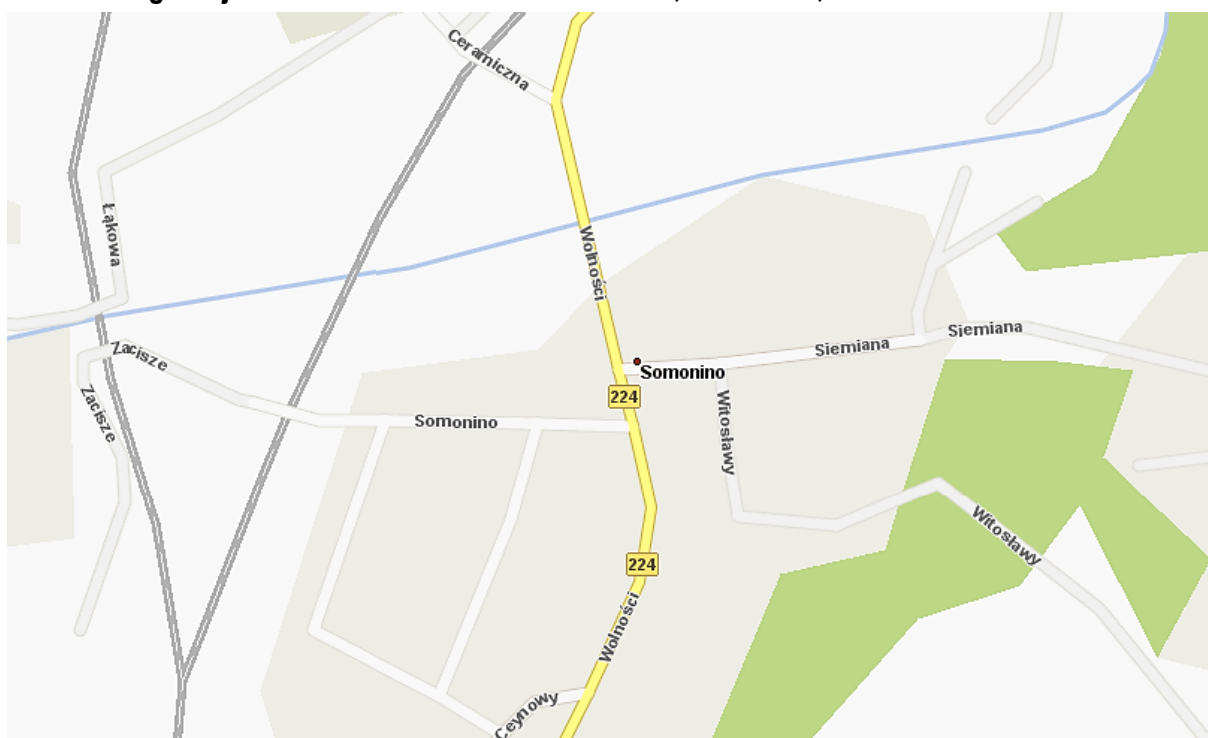 Ceramiczna
Łąkowa
Wolności
Siemiana
Siemiana
Zacisze
Somonino
Zacisze
224
Witosławy
Somonino
Witosławy
224
Wolności
Ceynowy